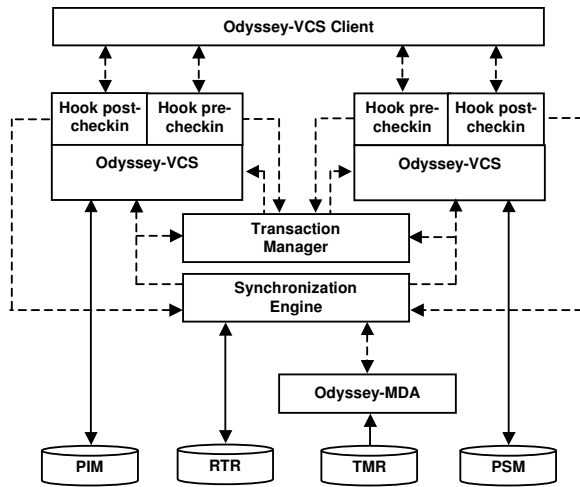 Odyssey-VCS Client
Hook post-
checkin
Hook pre-
checkin
Hook pre-
checkin
Hook post-
checkin
Odyssey-VCS
Odyssey-VCS
Transaction
Manager
Synchronization
Engine
Odyssey-MDA
PIM
RTR
TMR
PSM